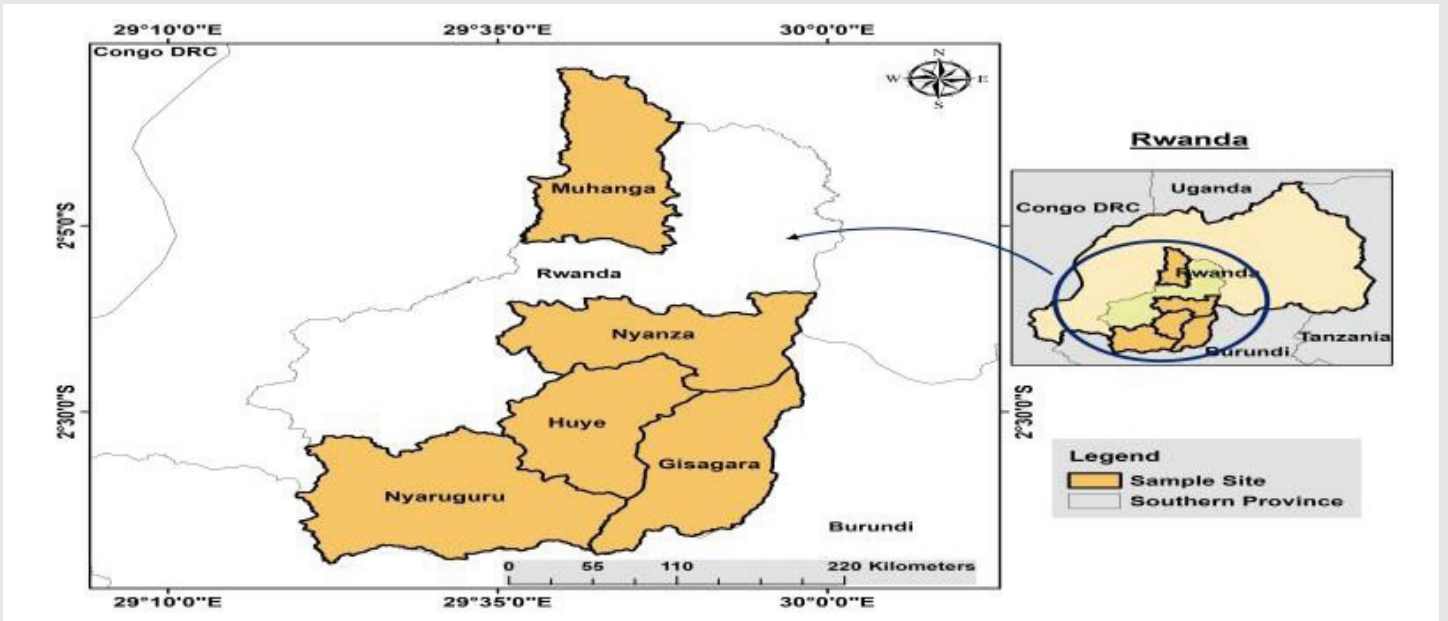 29°10'0"E 29°35'0"E 30°0'0"E
Congo DRC
N
W E
S
Muhanga
2°5'0"S
Rwanda
Nyanza
2°30'0"S
2°30'0"S
Huye
Gisagara
Nyaruguru
Burundi
0 55 110 220 Kilometers
29°10'0"E 29°35'0"E 30°0'0"E
Rwanda
Uganda
Congo DRC
Rwanda
Tanzania
Burundi
Legend
Sample Site
Southern Province